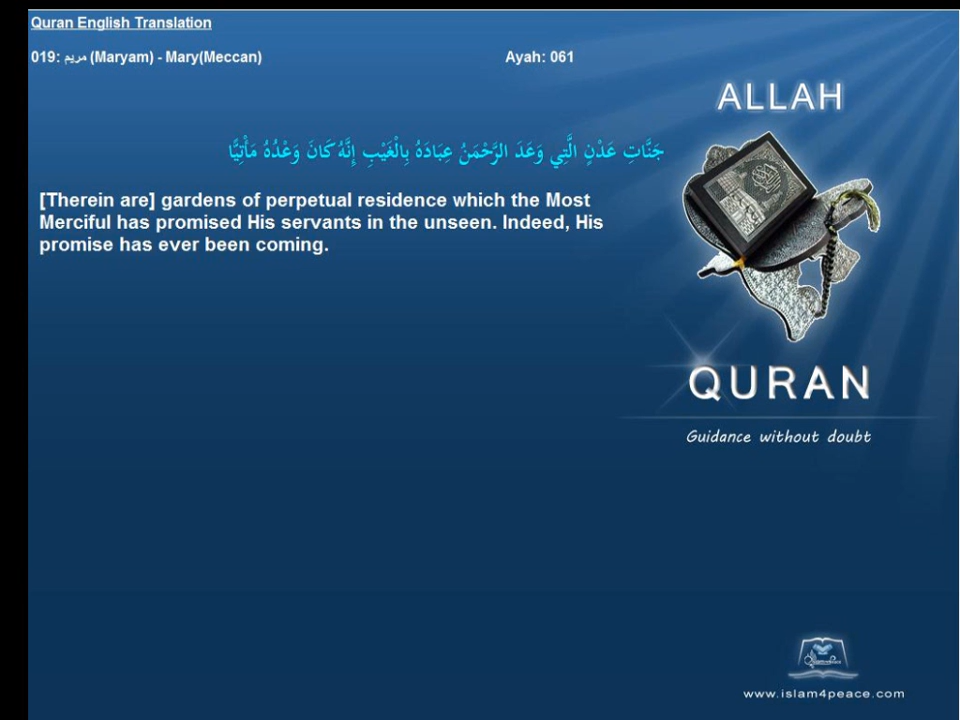 Quran English Translation
019: مريم (Maryam) - Mary(Meccan) Ayah: 061
ALLAH
جَنَّاتِ عَدْنٍ الَّتِي وَعَدَ الرَّحْمَنُ عِبَادَهُ بِالْغَيْبِ إِنَّهُ كَانَ وَعْدُهُ مَأْتِيًّا
[Therein are] gardens of perpetual residence which the Most
Merciful has promised His servants in the unseen. Indeed, His
promise has ever been coming.
QURAN
Guidance without doubt
www.islam4peace.com